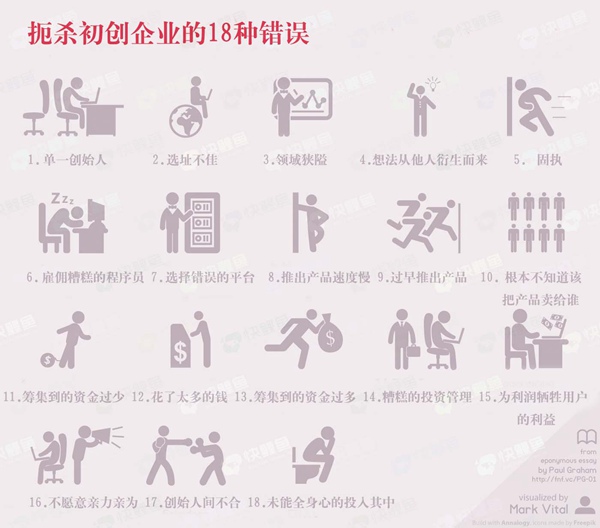 扼杀初创企业的18种错误
1.单一创始人
2.选址不佳
3.领域狭隘
4.想法从他人衍生而来
5. 固执
Zzz
6.雇佣糟糕的程序员
7.选择错误的平台
8.推出产品速度慢
9.过早推出产品
10. 根本不知道该
把产品卖给谁
$
$
$
11.筹集到的资金过少
12.花了太多的钱
13.筹集到的资金过多
14.糟糕的投资管理
15.为利润牺牲用户
的利益
16.不愿意亲力亲为
17.创始人间不合
18.未能全身心的投入其中
from
eponymous essay
by Paul Graham
http://lnf.vc/PG-01
visualized by
Mark Vital
快资鱼